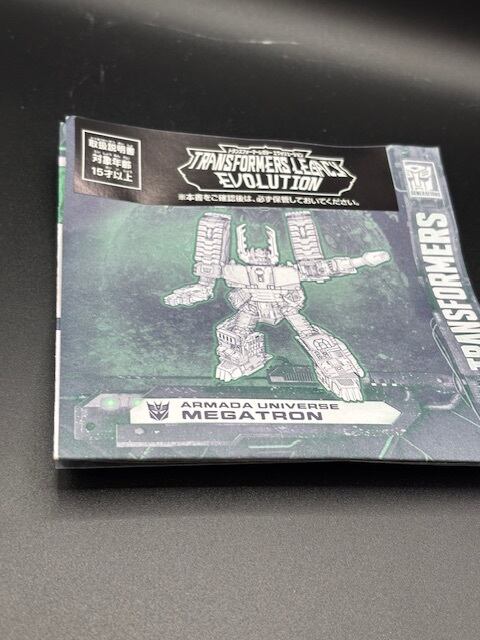 取扱説明書
対象年齢
15才以上
トランスフォーマー レガシー エボリューション
TRANSFORMERS LEGACY
EVOLUTION
※本書をご確認後は、必ず保管しておいてください。
TRANSFORMERS
ARMADA UNIVERSE
MEGATRON